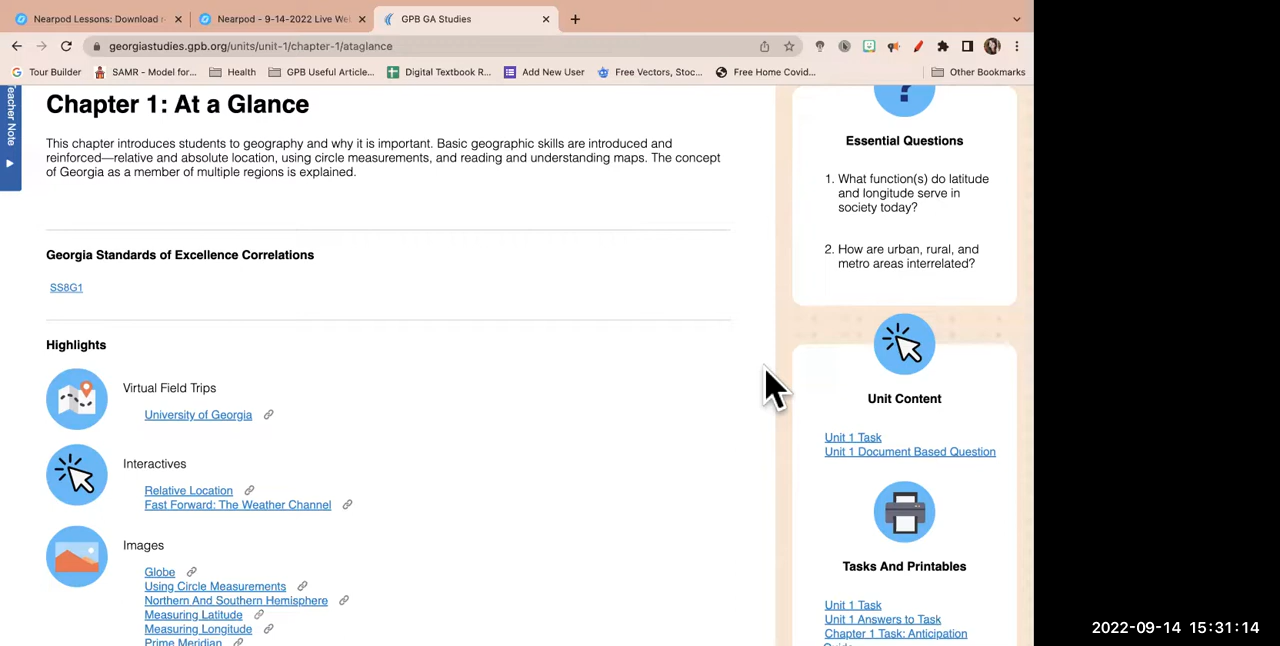 Nearpod Lessons: Download r
Nearpod - 9-14-2022 Live We
GPB GA Studies
georgiastudies.gpb.org/units/unit-1/chapter-1/ataglance
Tour Builder
SAMR - Model for...
Health
GPB Useful Article...
Digital Textbook R...
Add New User
Free Vectors, Stoc...
Free Home Covid...
Other Bookmarks
eacher Note
Chapter 1: At a Glance
This chapter introduces students to geography and why it is important. Basic geographic skills are introduced and
reinforced—relative and absolute location, using circle measurements, and reading and understanding maps. The concept
of Georgia as a member of multiple regions is explained.
Georgia Standards of Excellence Correlations
SS8G1
Highlights
Virtual Field Trips
University of Georgia
Interactives
Relative Location
Fast Forward: The Weather Channel
Images
Globe
Using Circle Measurements
Northern And Southern Hemisphere
Measuring Latitude
Measuring Longitude
Prime Meridian
?
Essential Questions
1. What function(s) do latitude
and longitude serve in
society today?
2. How are urban, rural, and
metro areas interrelated?
Unit Content
Unit 1 Task
Unit 1 Document Based Question
Tasks And Printables
Unit 1 Task
Unit 1 Answers to Task
Chapter 1 Task: Anticipation
Guide
2022-09-14 15:31:14